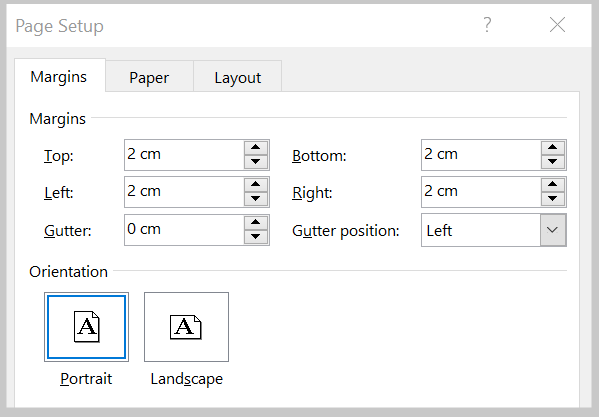 Page Setup ?
Margins Paper Layout
Margins
Top: 2 cm Bottom: 2 cm
Left: 2 cm Right: 2 cm
Gutter: 0 cm Gutter position: Left
Orientation
A A
Portrait Landscape